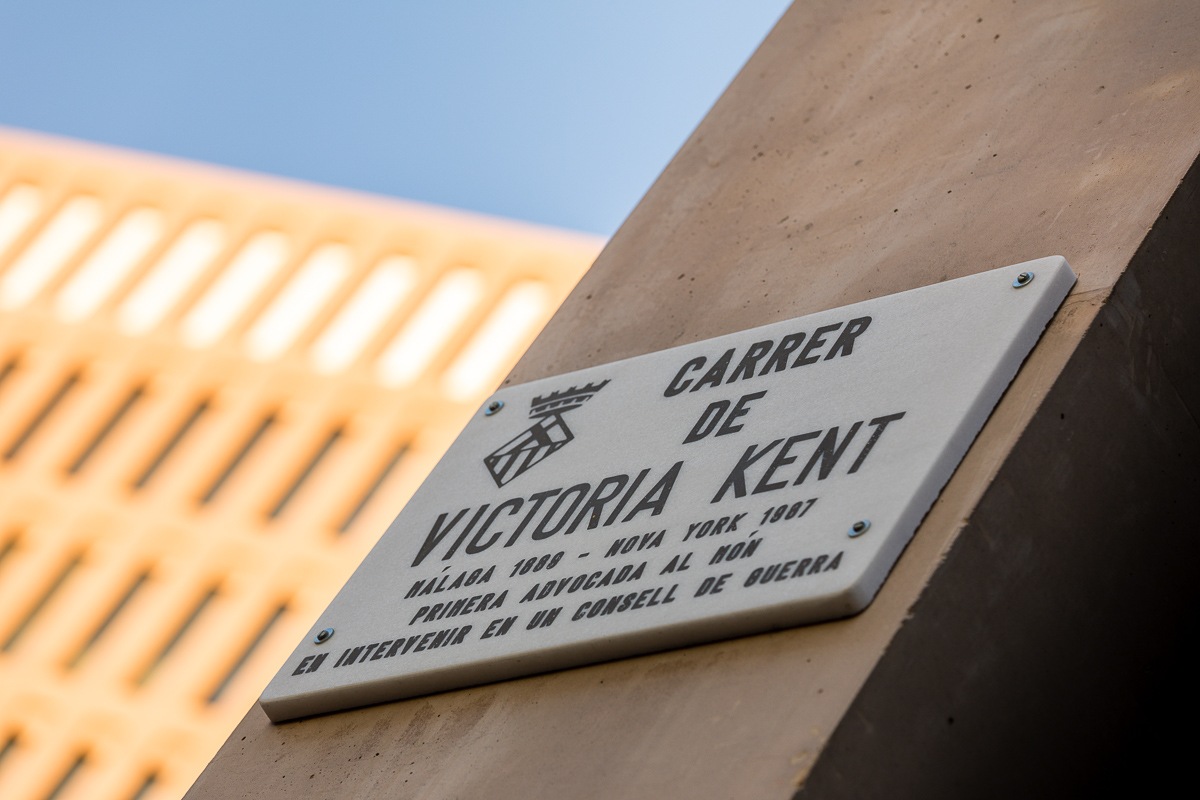 CARRER
DE
VICTORIA KENT
MÁLAGA 1889 - NOVA YORK 1987
PRIMERA ADVOCADA AL MÓN
EN INTERVENIR EN UN CONSELL DE GUERRA